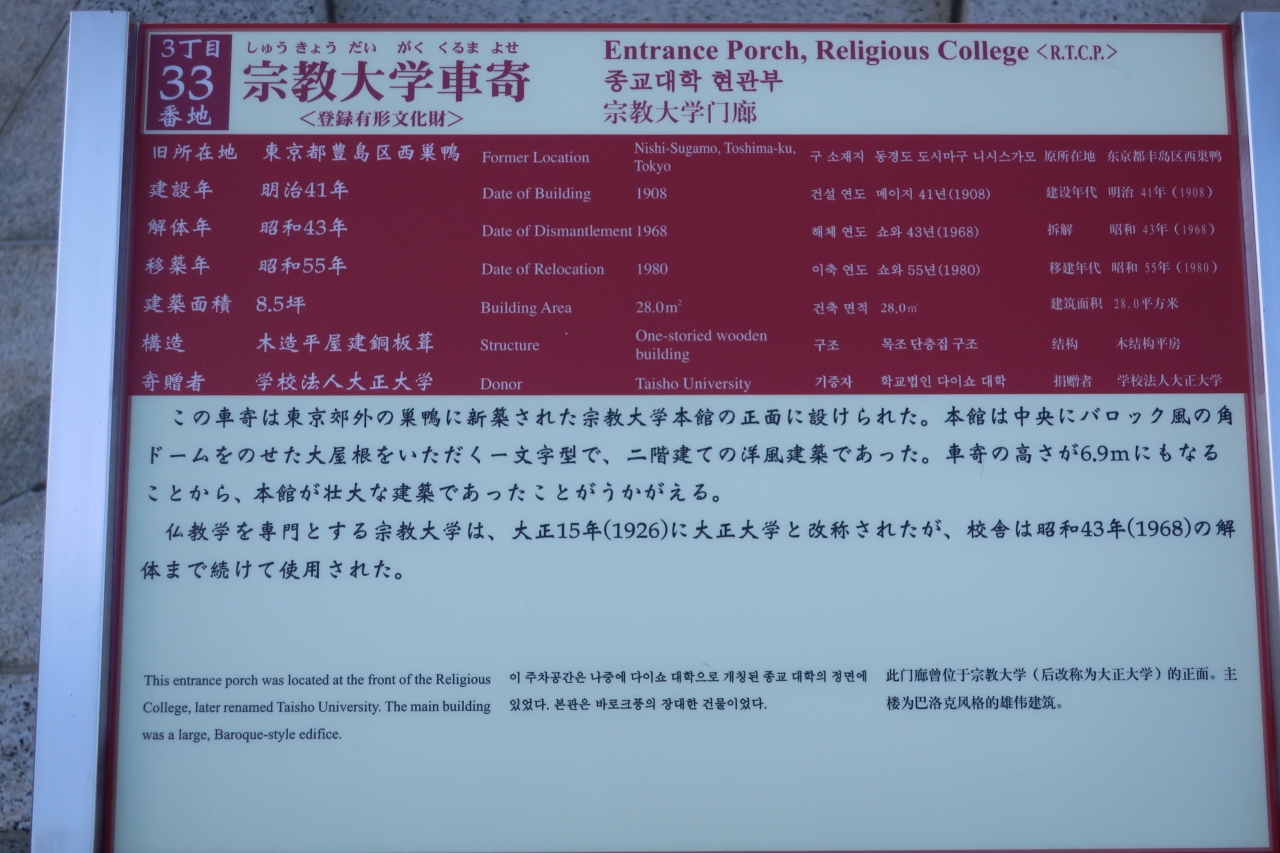 3丁目
33
番地
しゅう きょう だい がく くるま よせ
宗教大学車寄
<登録有形文化財>
Entrance Porch, Religious College <R.T.C.P.>
종교대학 현관부
宗教大学门廊
旧所在地 東京都豊島区西巣鴨
建設年 明治41年
解体年 昭和43年
移築年 昭和55年
建築面積 8.5坪
構造 木造平屋建銅板葺
寄贈者 学校法人大正大学
Former Location Nishi-Sugamo, Toshima-ku,
Tokyo
Date of Building 1908
Date of Dismantlement 1968
Date of Relocation 1980
Building Area 28.0㎡
Structure One-storied wooden
building
Donor Taisho University
구 소재지 동경도 도시마구 니시스가모
건설 연도 메이지 41년(1908)
해체 연도 쇼와 43년(1968)
이축 연도 쇼와 55년(1980)
건축 면적 28.0㎡
구조 목조 단층집 구조
기증자 학교법인 다이쇼 대학
原所在地 东京都丰岛区西巢鸭
建设年代 明治 41年（1908）
拆解 昭和 43年（1968）
移建年代 昭和 55年（1980）
建筑面积 28.0平方米
结构 木结构平房
捐赠者 学校法人大正大学
この車寄は東京郊外の巣鴨に新築された宗教大学本館の正面に設けられた。本館は中央にバロック風の角
ドームをのせた大屋根をいただく一文字型で、二階建ての洋風建築であった。車寄の高さが6.9mにもなる
ことから、本館が壮大な建築であったことがうかがえる。
仏教学を専門とする宗教大学は、大正15年(1926)に大正大学と改称されたが、校舎は昭和43年(1968)の解
体まで続けて使用された。
This entrance porch was located at the front of the Religious
College, later renamed Taisho University. The main building
was a large, Baroque-style edifice.
이 주차공간은 나중에 다이쇼 대학으로 개칭된 종교 대학의 정면에
있었다. 본관은 바로크풍의 장대한 건물이었다.
此门廊曾位于宗教大学（后改称为大正大学）的正面。主
楼为巴洛克风格的雄伟建筑。